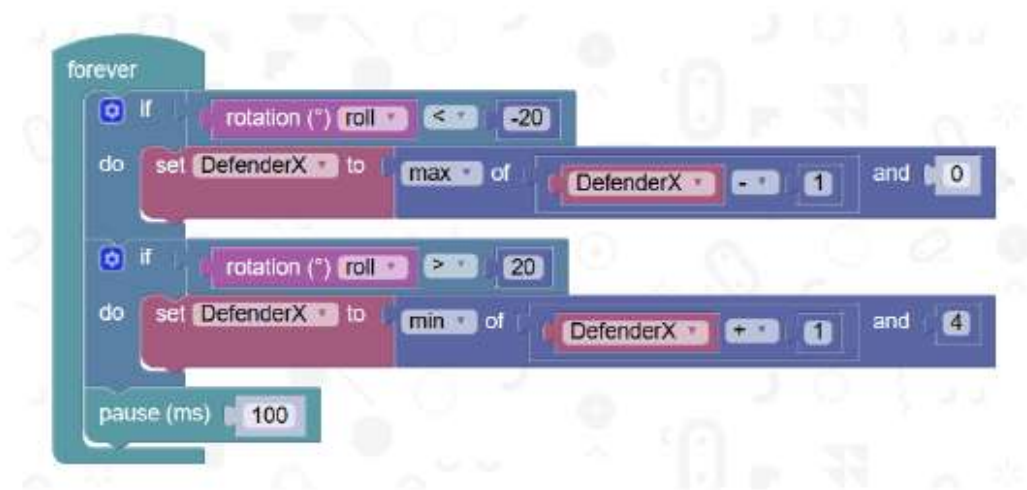 forever
if rotation (°) roll < -20
do set DefenderX to max of DefenderX - 1 and 0
if rotation (°) roll > 20
do set DefenderX to min of DefenderX + 1 and 4
pause (ms) 100